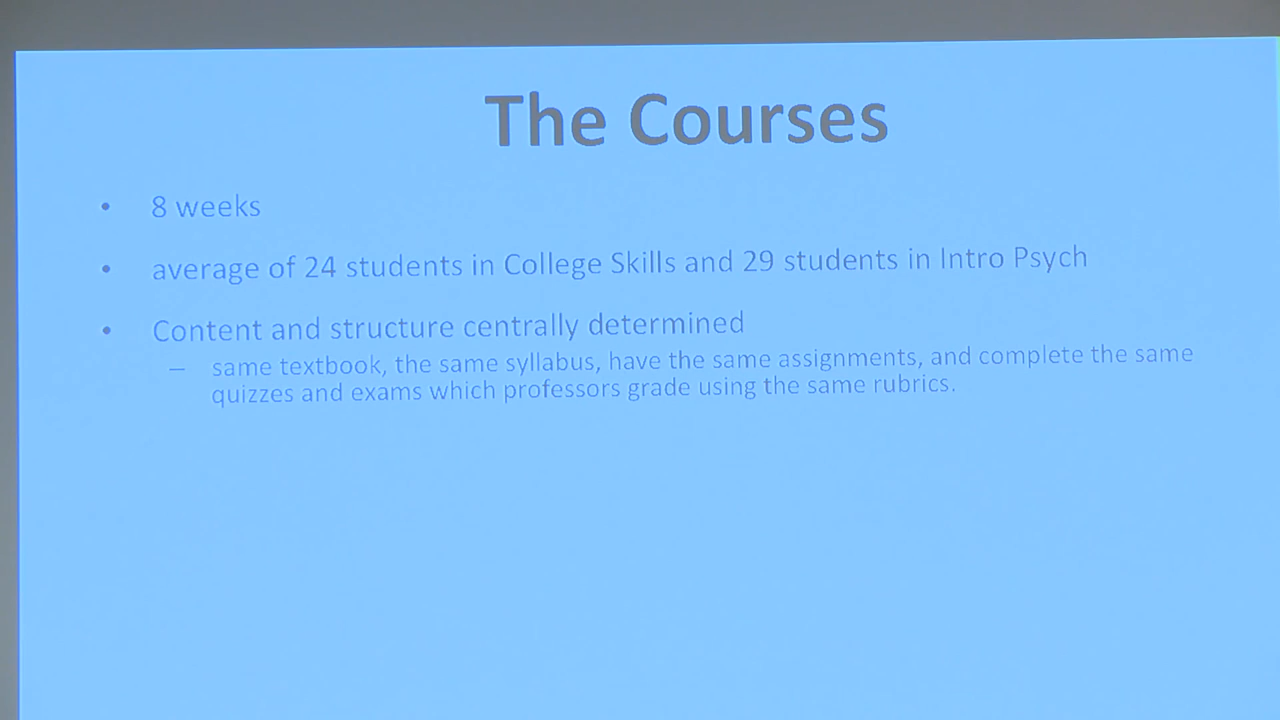 The Courses
• 8 weeks
• average of 24 students in College Skills and 29 students in Intro Psych
• Content and structure centrally determined
– same textbook, the same syllabus, have the same assignments, and complete the same
quizzes and exams which professors grade using the same rubrics.